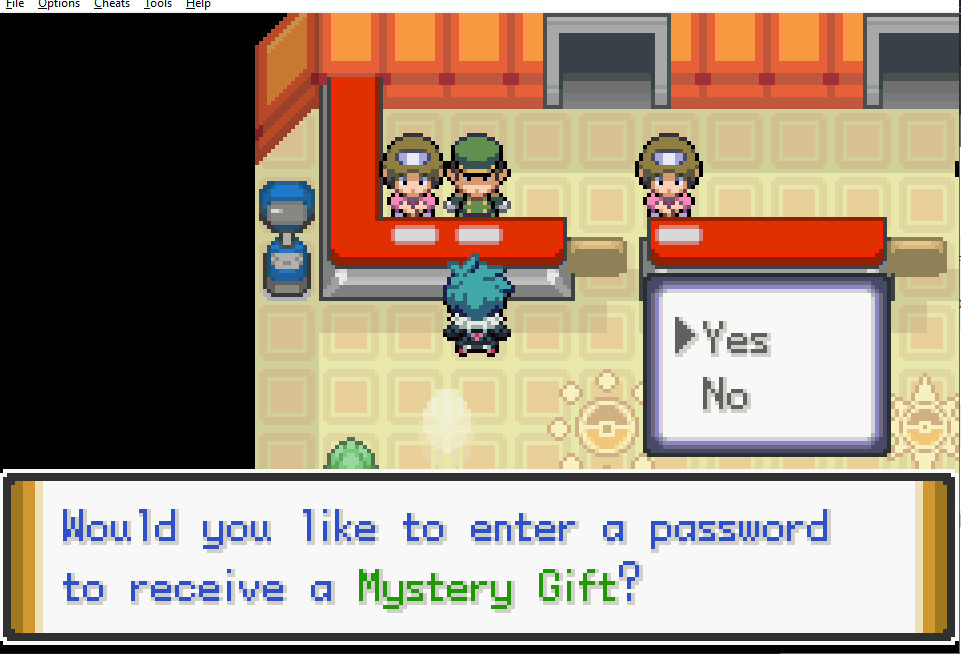 File Options Cheats Tools Help
Yes
No
Would you like to enter a password
to receive a Mystery Gift?